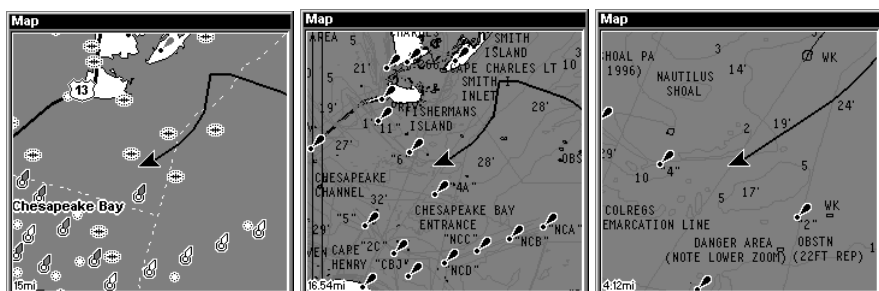 Map
13
Chesapeake Bay
15mi
Map
AREA
5
SMITH
ISLAND
5
21'
CAPE CHARLES LT
3
10
SMITH I
INLET
19'
28'
FISHERMANS
ISLAND
1"
11"
27'
"6"
28'
OBS
CHESAPEAKE
CHANNEL
"4A"
32'
"5"
CHESAPEAKE BAY
ENTRANCE
29'
"2C"
"NCC"
"NCB"
"NCA"
CAPE
HENRY
"CBJ"
"NCD"
16.54mi
Map
SHOAL PA
1996)
3
14'
WK
NAUTILUS
SHOAL
24'
19'
2
29'
10
4"
5
5
17'
COLREGS
EMARCATION LINE
WK
2"
DANGER AREA
(NOTE LOWER ZOOM)
OBSTN
(22FT REP)
1
4.12mi